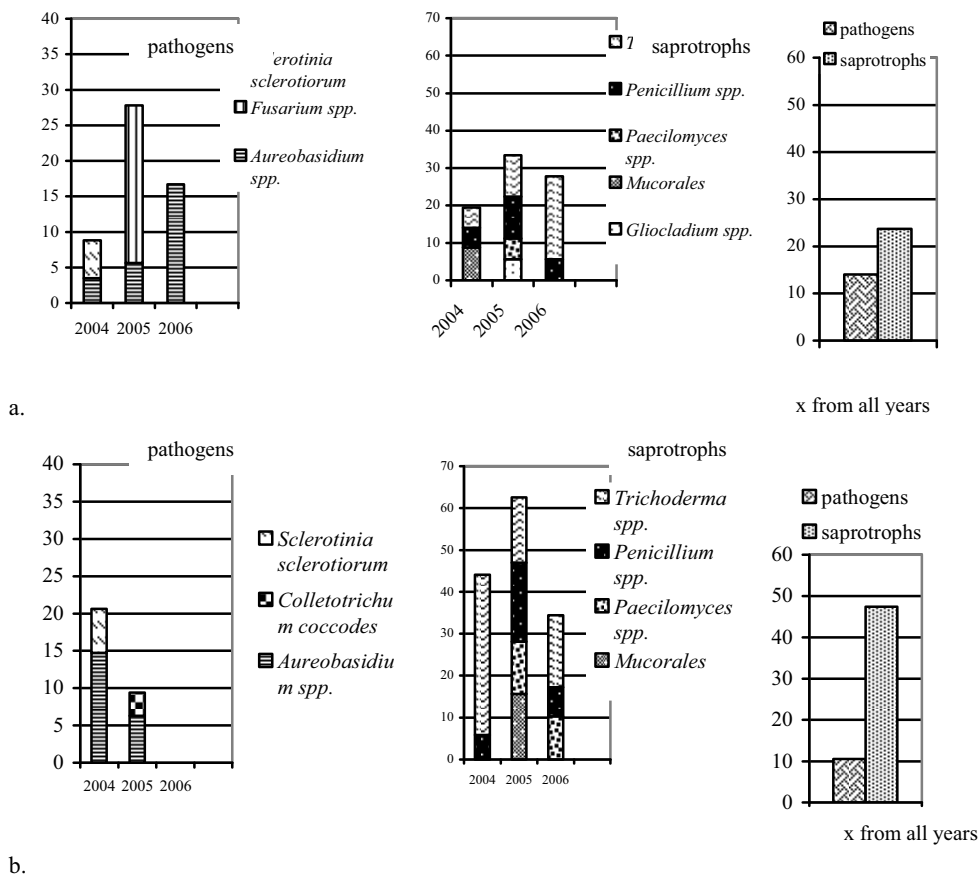 pathogens
40
35
30
25
20
15
10
5
0
2004 2005 2006
erotinia
sclerotiorum
Fusarium spp.
Aureobasidium
spp.
saprotrophs
70
60
50
40
30
20
10
0
2004 2005 2006
Penicillium spp.
Paecilomyces
spp.
Mucorales
Gliocladium spp.
pathogens
saprotrophs
60
50
40
30
20
10
0
x from all years
a.
pathogens
40
35
30
25
20
15
10
5
0
2004 2005 2006
Sclerotinia
sclerotiorum
Colletotrichu
m coccodes
Aureobasidiu
m spp.
saprotrophs
70
60
50
40
30
20
10
0
2004 2005 2006
Trichoderma
spp.
Penicillium
spp.
Paecilomyces
spp.
Mucorales
pathogens
saprotrophs
60
50
40
30
20
10
0
x from all years
b.